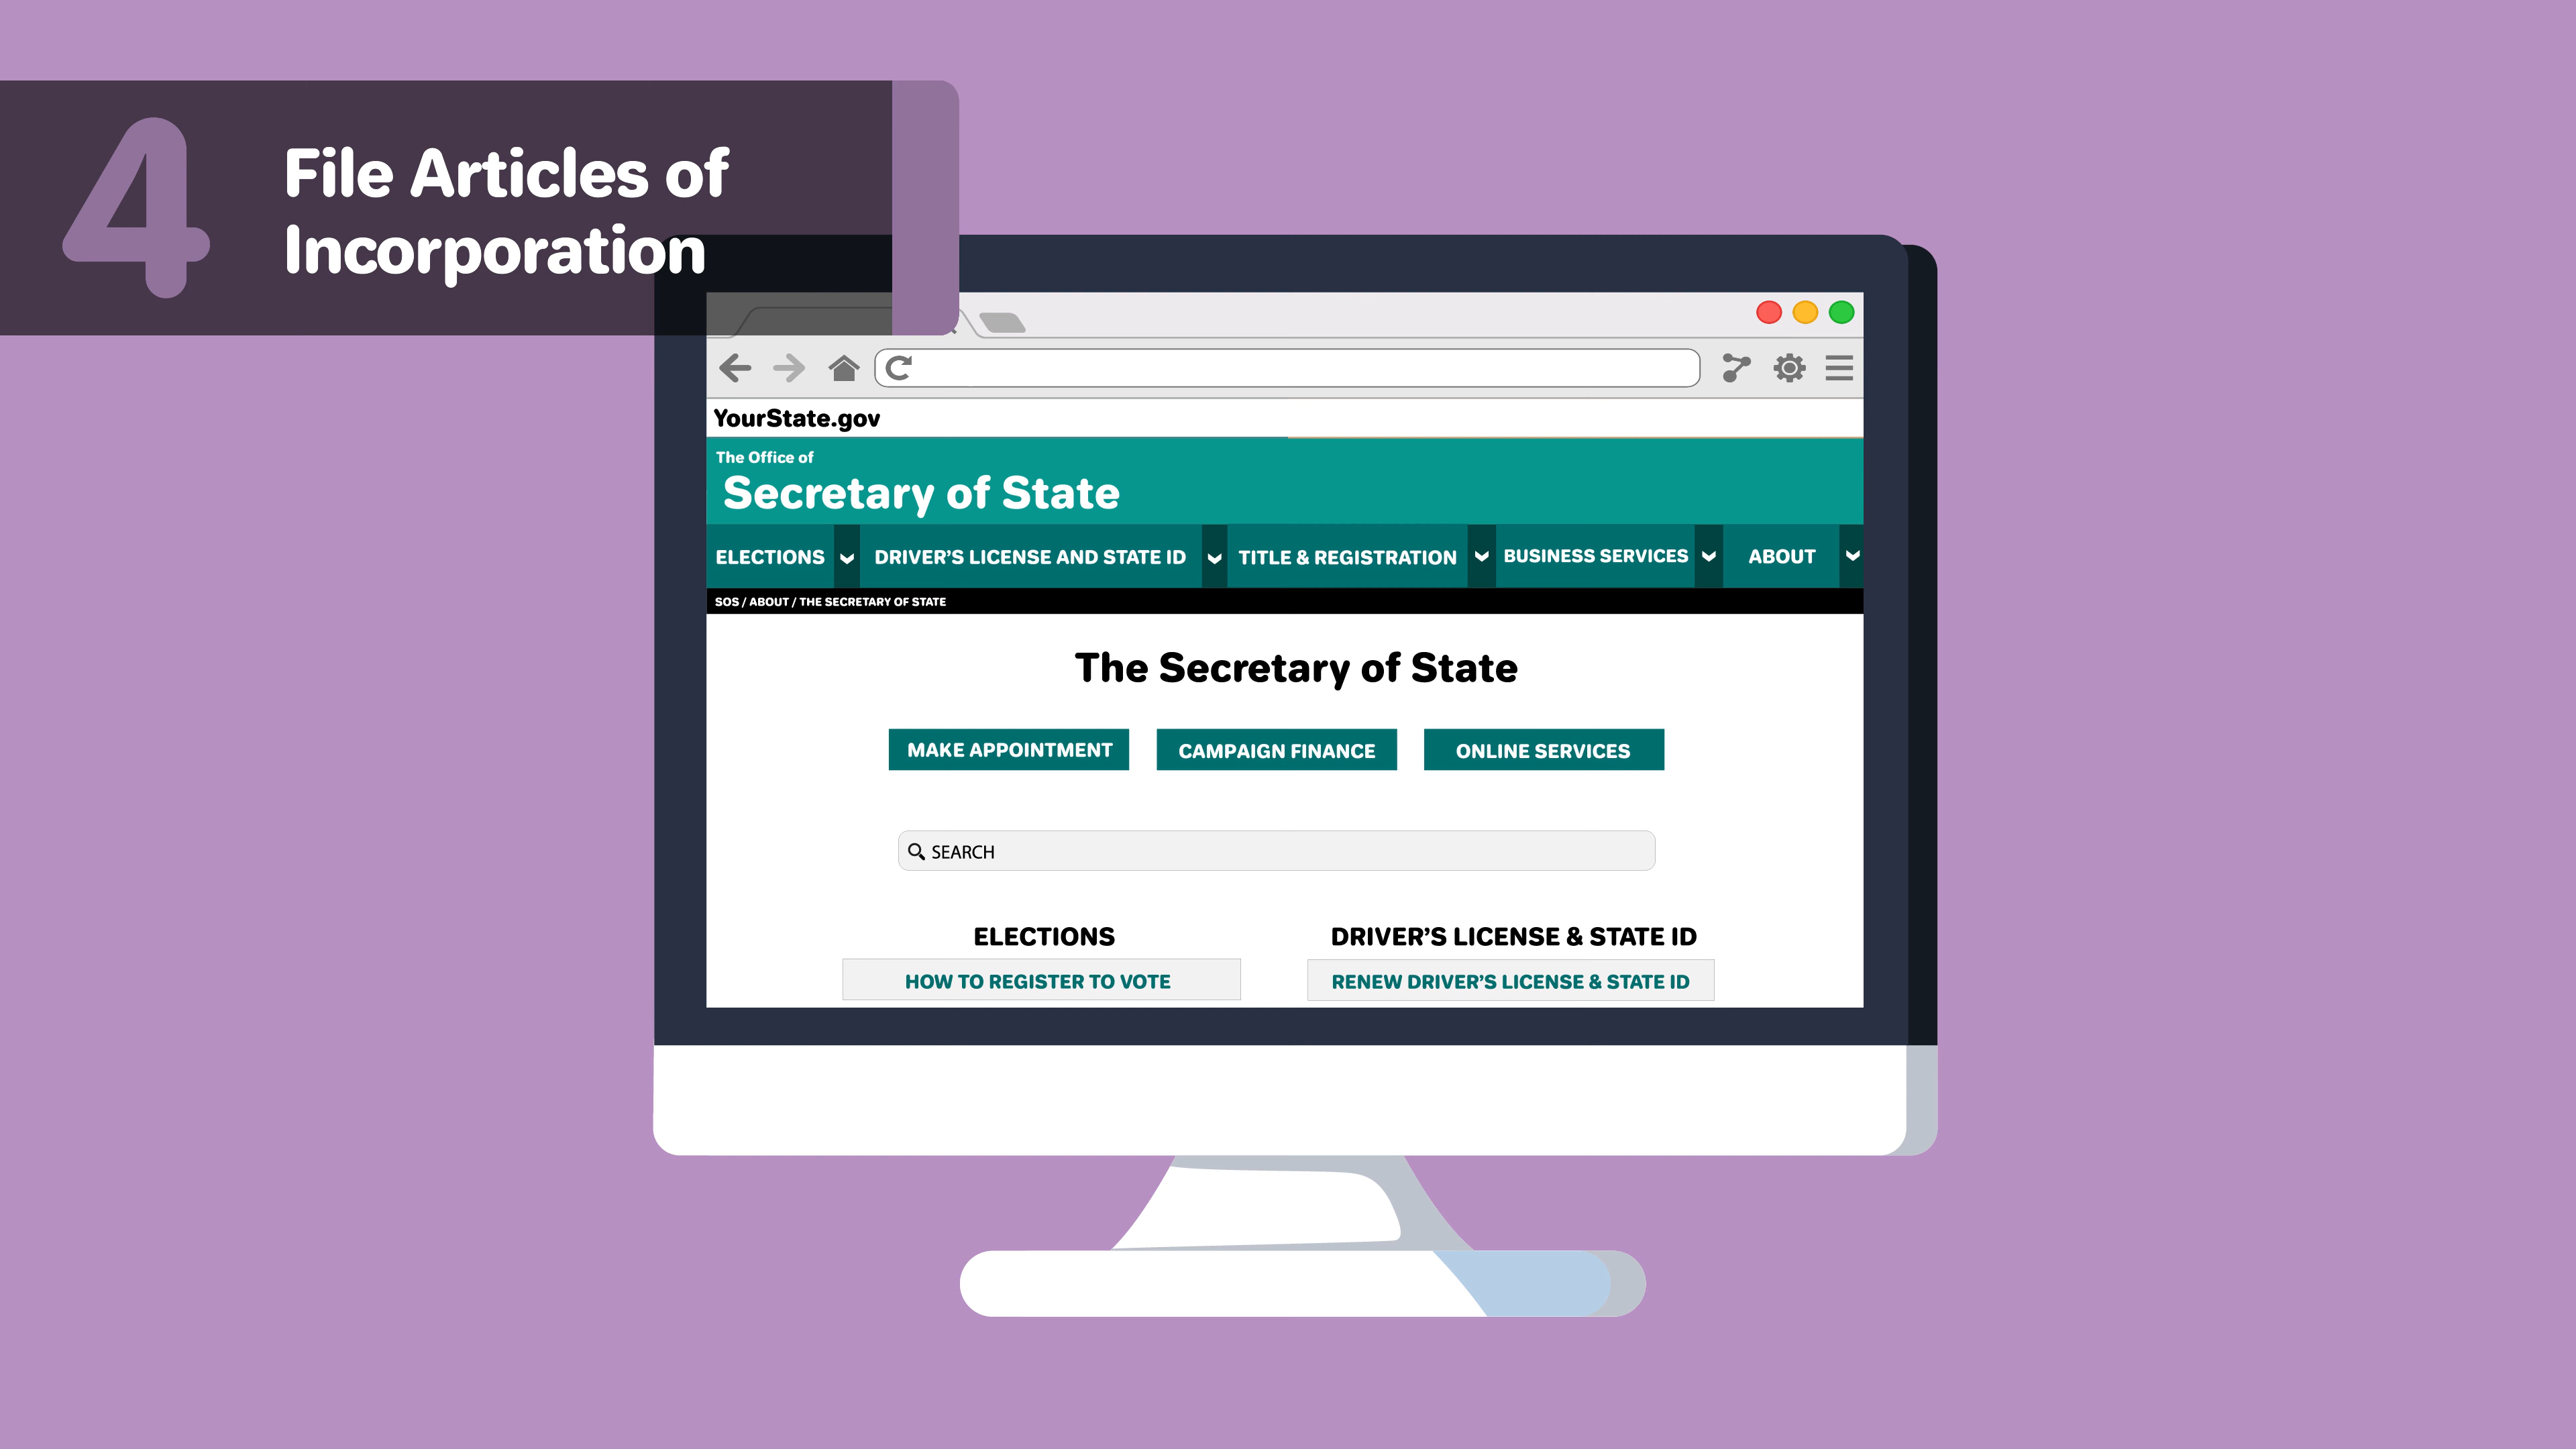 4
File Articles of
Incorporation
YourState.gov
The Office of
Secretary of State
ELECTIONS
DRIVER’S LICENSE AND STATE ID
TITLE & REGISTRATION
BUSINESS SERVICES
ABOUT
SOS / ABOUT / THE SECRETARY OF STATE
The Secretary of State
MAKE APPOINTMENT
CAMPAIGN FINANCE
ONLINE SERVICES
SEARCH
ELECTIONS
DRIVER’S LICENSE & STATE ID
HOW TO REGISTER TO VOTE
RENEW DRIVER’S LICENSE & STATE ID